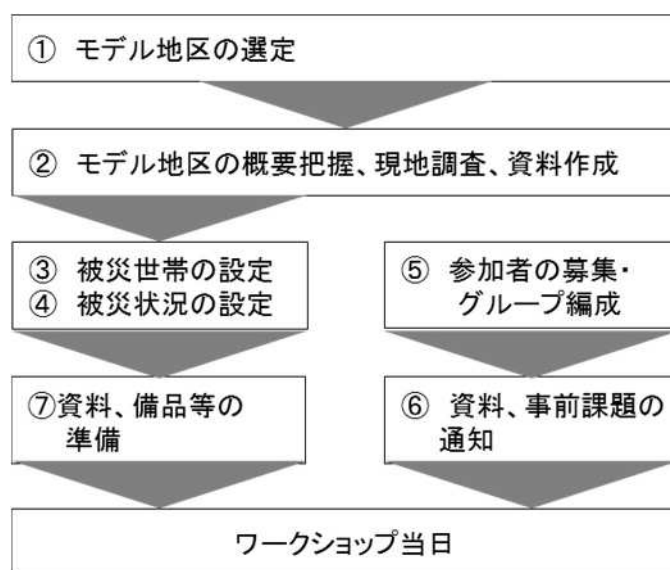 ① モデル地区の選定
② モデル地区の概要把握、現地調査、資料作成
③ 被災世帯の設定
④ 被災状況の設定
⑤ 参加者の募集・
グループ編成
⑦資料、備品等の
準備
⑥ 資料、事前課題の
通知
ワークショップ当日